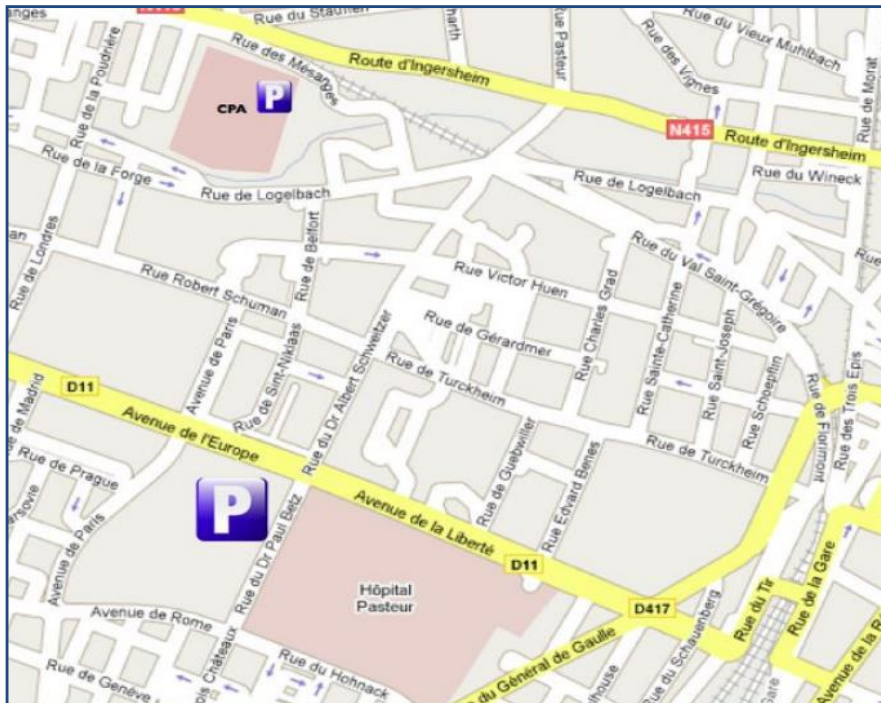 Rue du Stauffen
Rue Pasteur
Rue du Vieux Muhlbach
Rue des Vignes
Rue de Morat
Rue de la Poudrière
Rue des Mésanges
Route d'Ingersheim
P
CPA
N415
Route d'Ingersheim
Rue de la Forge
Rue de Logelbach
Rue de Logelbach
Rue du Wineck
Rue de Londres
Rue de Belfort
Rue Robert Schuman
Rue Victor Huen
Rue du Val Saint-Grégoire
Rue Charles Grad
Rue Sainte-Catherine
Rue Saint-Joseph
Rue de Gérardmer
Avenue de Paris
Rue de Sint-Niklaas
Rue du Dr Albert Schweitzer
Rue de Turckheim
Rue Schoepflin
Rue de Florimont
Rue des Trois Epis
D11
Avenue de l'Europe
de Madrid
Rue de Prague
Rue de Guebwiller
Rue Edvard Benes
Rue de Turckheim
P
Avenue de Paris
Rue du Dr Paul Betz
Avenue de la Liberté
D11
Hôpital
Pasteur
D417
Rue du Tir
Rue de la Gare
Avenue de Rome
Rue du Hohnack
du Général de Gaulle
Rue du Schauenberg
Rue de Genève
Châteaux
Gare
Avenue de la